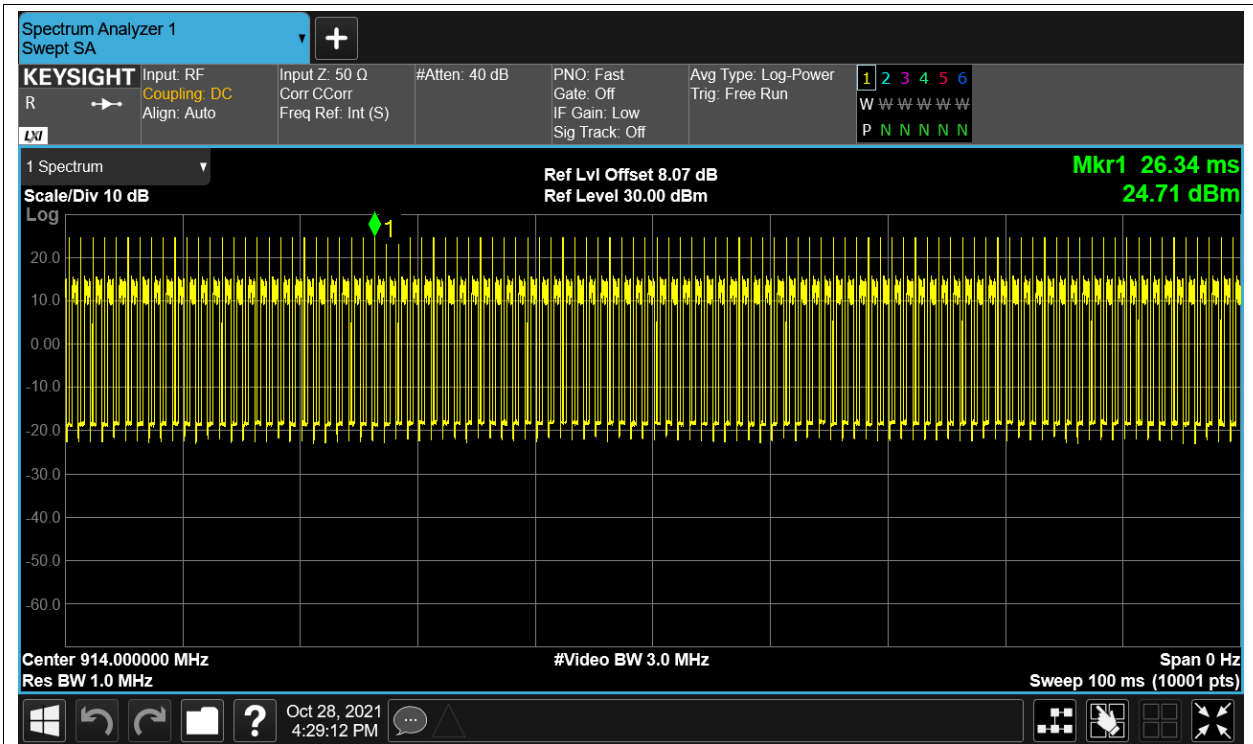 Spectrum Analyzer 1
Swept SA
+
KEYSIGHT
R
LXI
Input: RF
Coupling: DC
Align: Auto
Input Z: 50 Ω
Corr CCorr
Freq Ref: Int (S)
#Atten: 40 dB
PNO: Fast
Gate: Off
IF Gain: Low
Sig Track: Off
Avg Type: Log-Power
Trig: Free Run
1 2 3 4 5 6
W W W W W W
P N N N N N
1 Spectrum
Scale/Div 10 dB
Ref Lvl Offset 8.07 dB
Ref Level 30.00 dBm
Mkr1 26.34 ms
24.71 dBm
Log
1
20.0
10.0
0.00
-10.0
-20.0
-30.0
-40.0
-50.0
-60.0
Center 914.000000 MHz
Res BW 1.0 MHz
#Video BW 3.0 MHz
Span 0 Hz
Sweep 100 ms (10001 pts)
?
Oct 28, 2021
4:29:12 PM